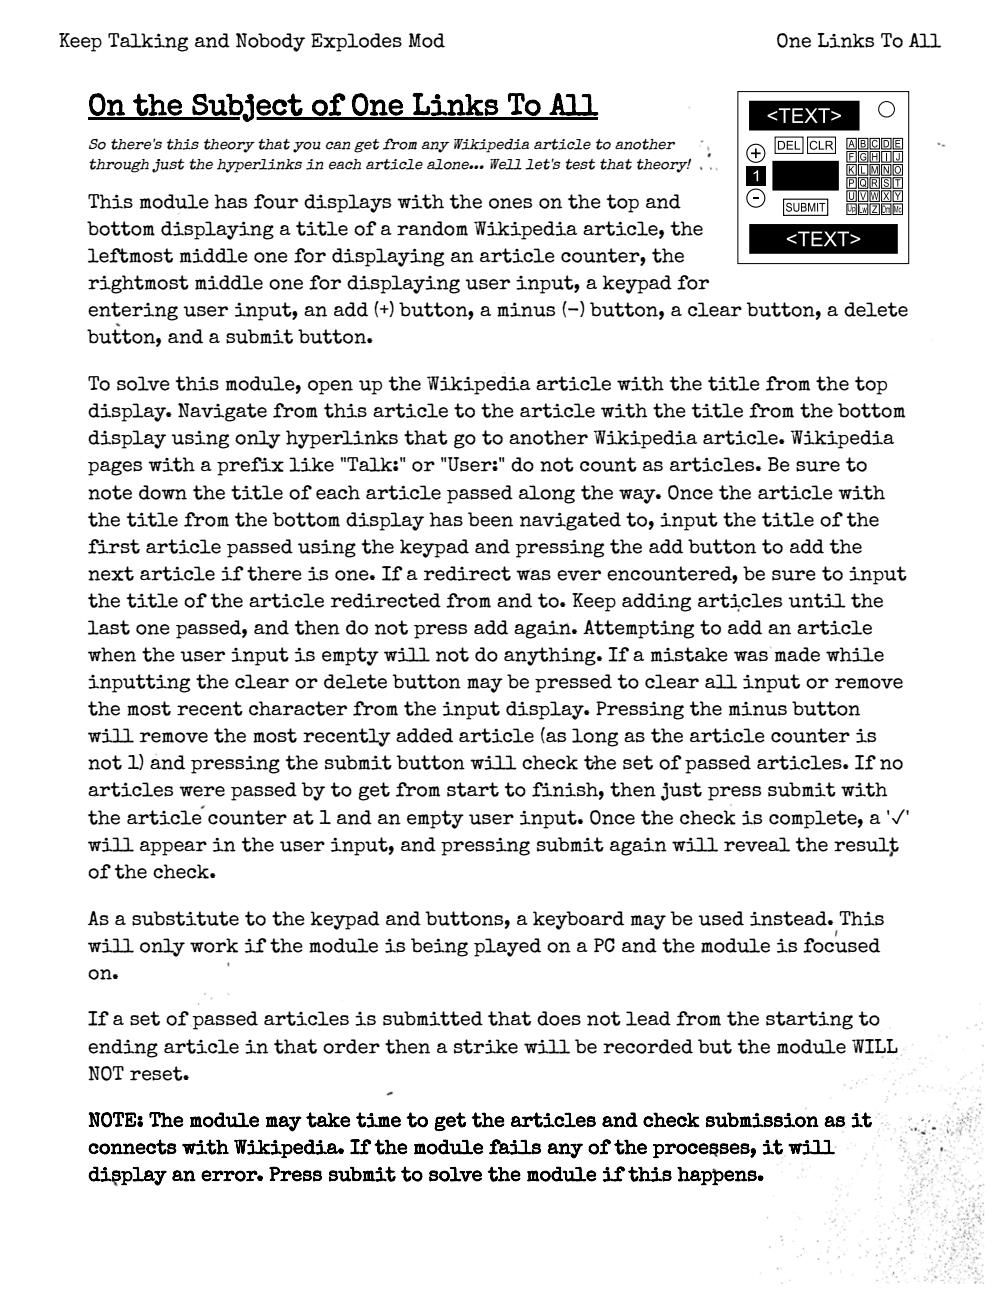 Keep Talking and Nobody Explodes Mod
One Links To All
On the Subject of One Links To All
So there's this theory that you can get from any Wikipedia article to another
through just the hyperlinks in each article alone... Well let's test that theory!
<TEXT>
DEL CLR
+
1
-
SUBMIT
A B C D E
F G H I J
K L M N O
P Q R S T
U V W X Y
Up Lw Z Dn Mc
<TEXT>
This module has four displays with the ones on the top and
bottom displaying a title of a random Wikipedia article, the
leftmost middle one for displaying an article counter, the
rightmost middle one for displaying user input, a keypad for
entering user input, an add (+) button, a minus (-) button, a clear button, a delete
button, and a submit button.
To solve this module, open up the Wikipedia article with the title from the top
display. Navigate from this article to the article with the title from the bottom
display using only hyperlinks that go to another Wikipedia article. Wikipedia
pages with a prefix like "Talk:" or "User:" do not count as articles. Be sure to
note down the title of each article passed along the way. Once the article with
the title from the bottom display has been navigated to, input the title of the
first article passed using the keypad and pressing the add button to add the
next article if there is one. If a redirect was ever encountered, be sure to input
the title of the article redirected from and to. Keep adding articles until the
last one passed, and then do not press add again. Attempting to add an article
when the user input is empty will not do anything. If a mistake was made while
inputting the clear or delete button may be pressed to clear all input or remove
the most recent character from the input display. Pressing the minus button
will remove the most recently added article (as long as the article counter is
not 1) and pressing the submit button will check the set of passed articles. If no
articles were passed by to get from start to finish, then just press submit with
the article counter at 1 and an empty user input. Once the check is complete, a '✓'
will appear in the user input, and pressing submit again will reveal the result
of the check.
As a substitute to the keypad and buttons, a keyboard may be used instead. This
will only work if the module is being played on a PC and the module is focused
on.
If a set of passed articles is submitted that does not lead from the starting to
ending article in that order then a strike will be recorded but the module WILL
NOT reset.
NOTE: The module may take time to get the articles and check submission as it
connects with Wikipedia. If the module fails any of the processes, it will
display an error. Press submit to solve the module if this happens.